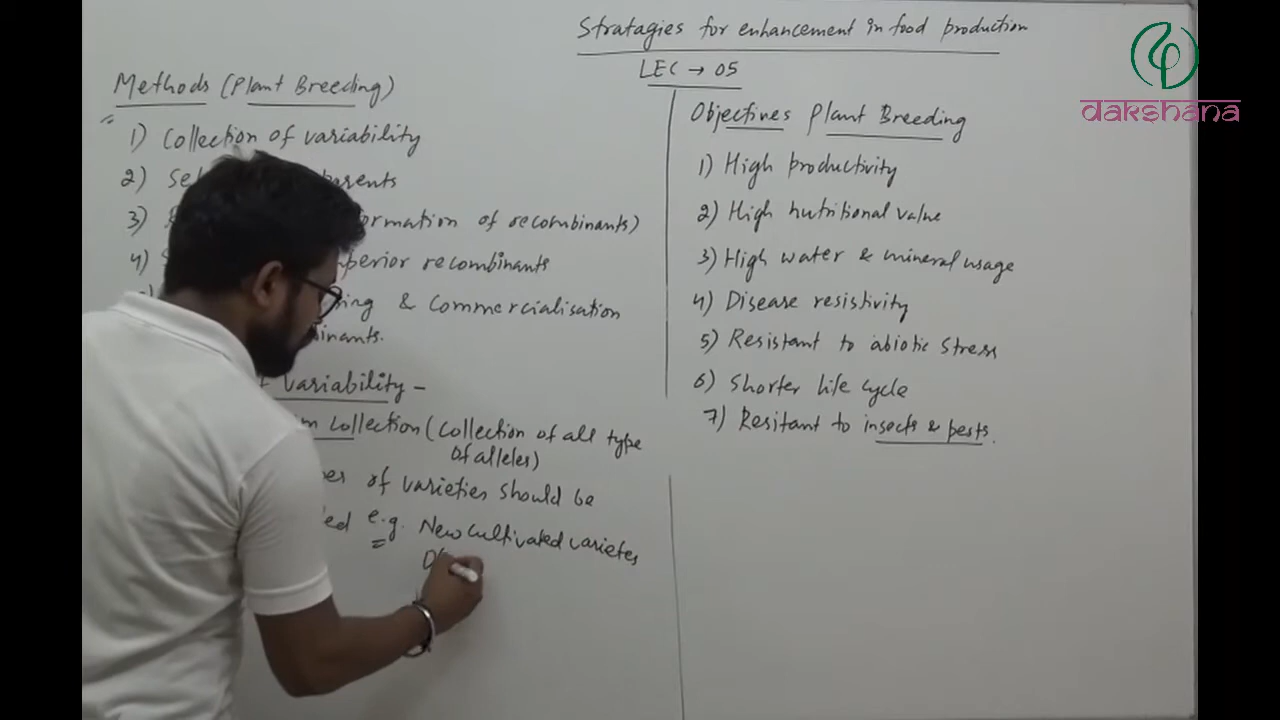 Stratagies for enhancement in food production
LEC → 05
dakshana
Methods (Plant Breeding)
1) Collection of variability
2) parents
3) ormation of recombinants)
4) perior recombinants
ing & Commercialisation
binants.
Variability -
Collection (Collection of all type
Of alleles)
of varieties should be
e.g. New cultivated varietes
Objectives Plant Breeding
1) High productivity
2) High nutritional value
3) High water & mineral usage
4) Disease resistivity
5) Resistant to abiotic stress
6) Shorter life cycle
7) Resitant to insects & pests.